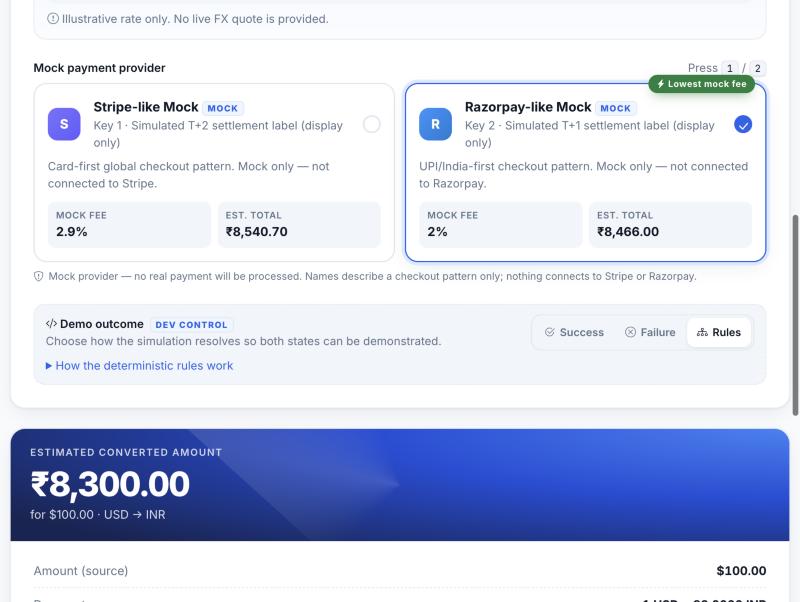 Illustrative rate only. No live FX quote is provided.
Mock payment provider
Press 1 / 2
Lowest mock fee
S
Stripe-like Mock MOCK
Key 1 · Simulated T+2 settlement label (display
only)
Card-first global checkout pattern. Mock only — not
connected to Stripe.
MOCK FEE
2.9%
EST. TOTAL
₹8,540.70
R
Razorpay-like Mock MOCK
Key 2 · Simulated T+1 settlement label (display
only)
UPI/India-first checkout pattern. Mock only — not connected
to Razorpay.
MOCK FEE
2%
EST. TOTAL
₹8,466.00
Mock provider — no real payment will be processed. Names describe a checkout pattern only; nothing connects to Stripe or Razorpay.
Demo outcome DEV CONTROL
Choose how the simulation resolves so both states can be demonstrated.
Success Failure Rules
How the deterministic rules work
ESTIMATED CONVERTED AMOUNT
₹8,300.00
for $100.00 · USD → INR
Amount (source) $100.00